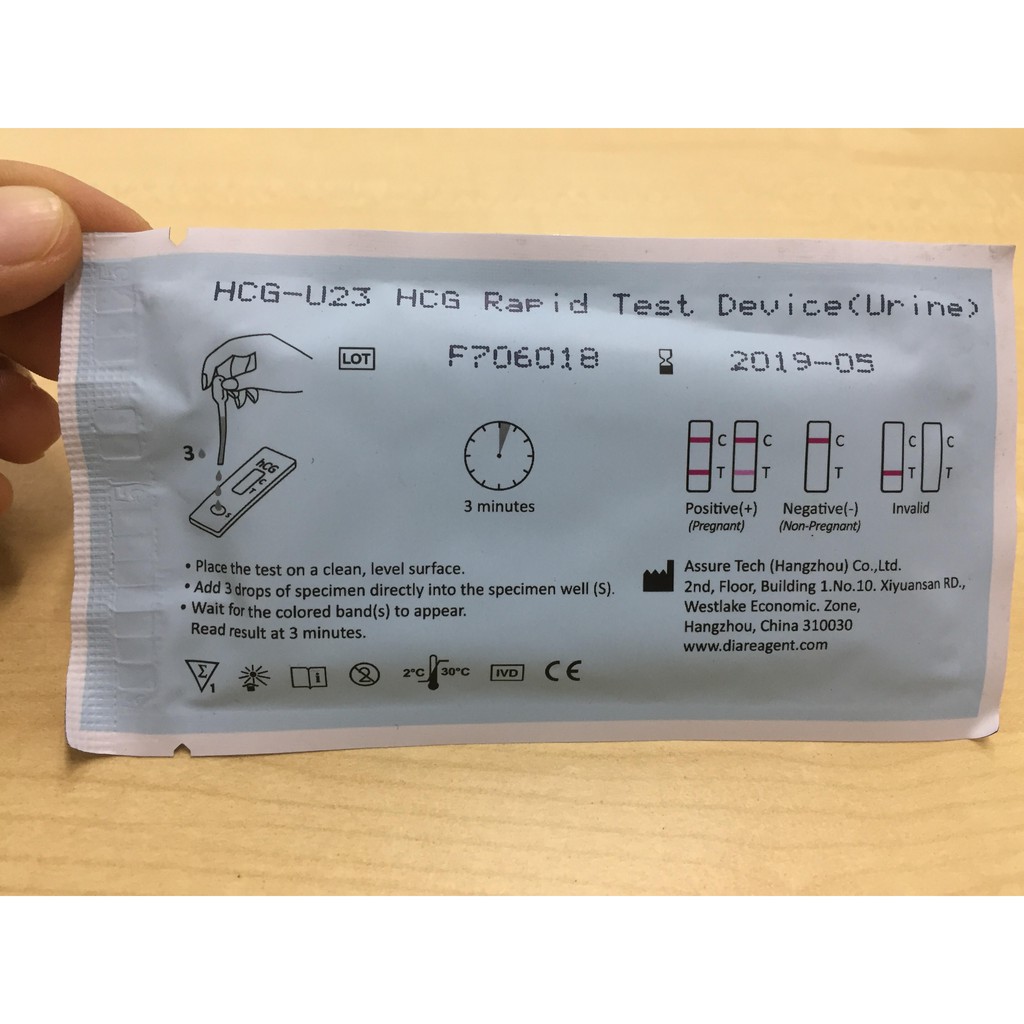 HCG-U23 HCG Rapid Test Device(Urine)
LOT F706018 2019-05
3
HCG
C
T
S
3 minutes
C C C C
T T T T
Positive(+) Negative(-) Invalid
(Pregnant) (Non-Pregnant)
• Place the test on a clean, level surface.
• Add 3 drops of specimen directly into the specimen well (S).
• Wait for the colored band(s) to appear.
Read result at 3 minutes.
Assure Tech (Hangzhou) Co.,Ltd.
2nd, Floor, Building 1.No.10. Xiyuansan RD.,
Westlake Economic. Zone,
Hangzhou, China 310030
www.diareagent.com
Σ 1 i 2 2°C 30°C IVD CE